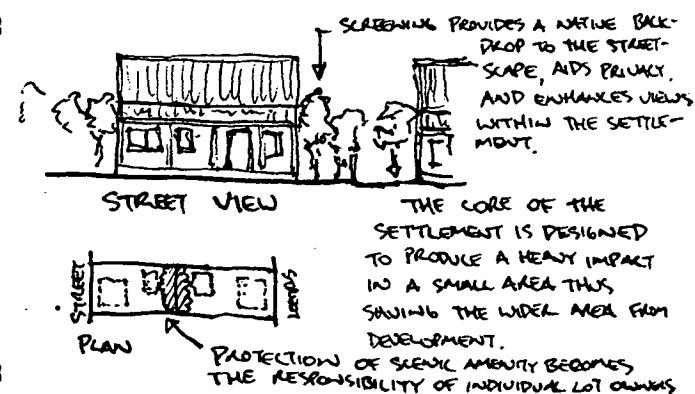 SCREENING PROVIDES A NATIVE BACK-
DROP TO THE STREET-
SCAPE, AIDS PRIVACY
AND ENHANCES VIEWS
WITHIN THE SETTLE-
MENT.
STREET VIEW
THE CORE OF THE
SETTLEMENT IS DESIGNED
TO PRODUCE A HEAVY IMPACT
IN A SMALL AREA THUS
SAVING THE WIDER AREA FROM
DEVELOPMENT.
STREET
STREET
PLAN
PROTECTION OF SCENIC AMENITY BECOMES
THE RESPONSIBILITY OF INDIVIDUAL LOT OWNERS